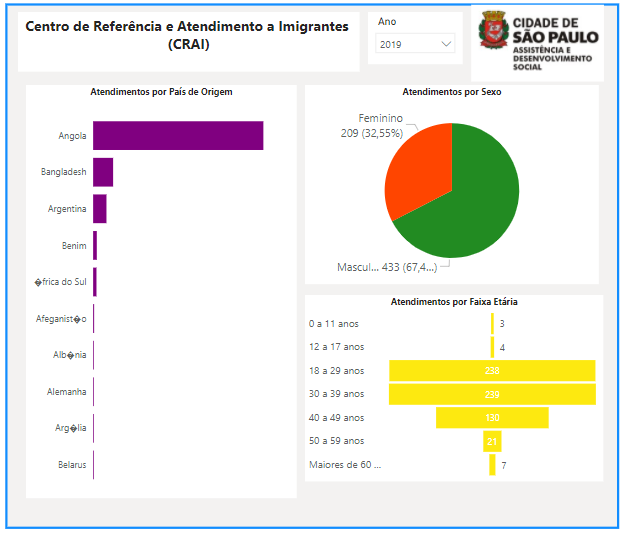 Centro de Referência e Atendimento a Imigrantes
(CRAI)
Ano
2019
CIDADE DE
SÃO PAULO
ASSISTÊNCIA E
DESENVOLVIMENTO
SOCIAL
Atendimentos por País de Origem
Angola
Bangladesh
Argentina
Benim
�frica do Sul
Afeganist�o
Alb�nia
Alemanha
Arg�lia
Belarus
Atendimentos por Sexo
Feminino
209 (32,55%)
Mascul... 433 (67,4...)
Atendimentos por Faixa Etária
0 a 11 anos 3
12 a 17 anos 4
18 a 29 anos 238
30 a 39 anos 239
40 a 49 anos 130
50 a 59 anos 21
Maiores de 60 ... 7